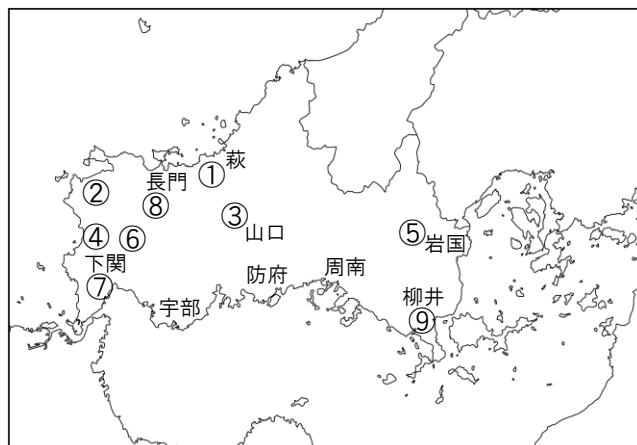 ①
萩
長門
②
⑧
③
山口
④
⑥
⑤
岩国
下関
防府
周南
⑦
柳井
宇部
⑨